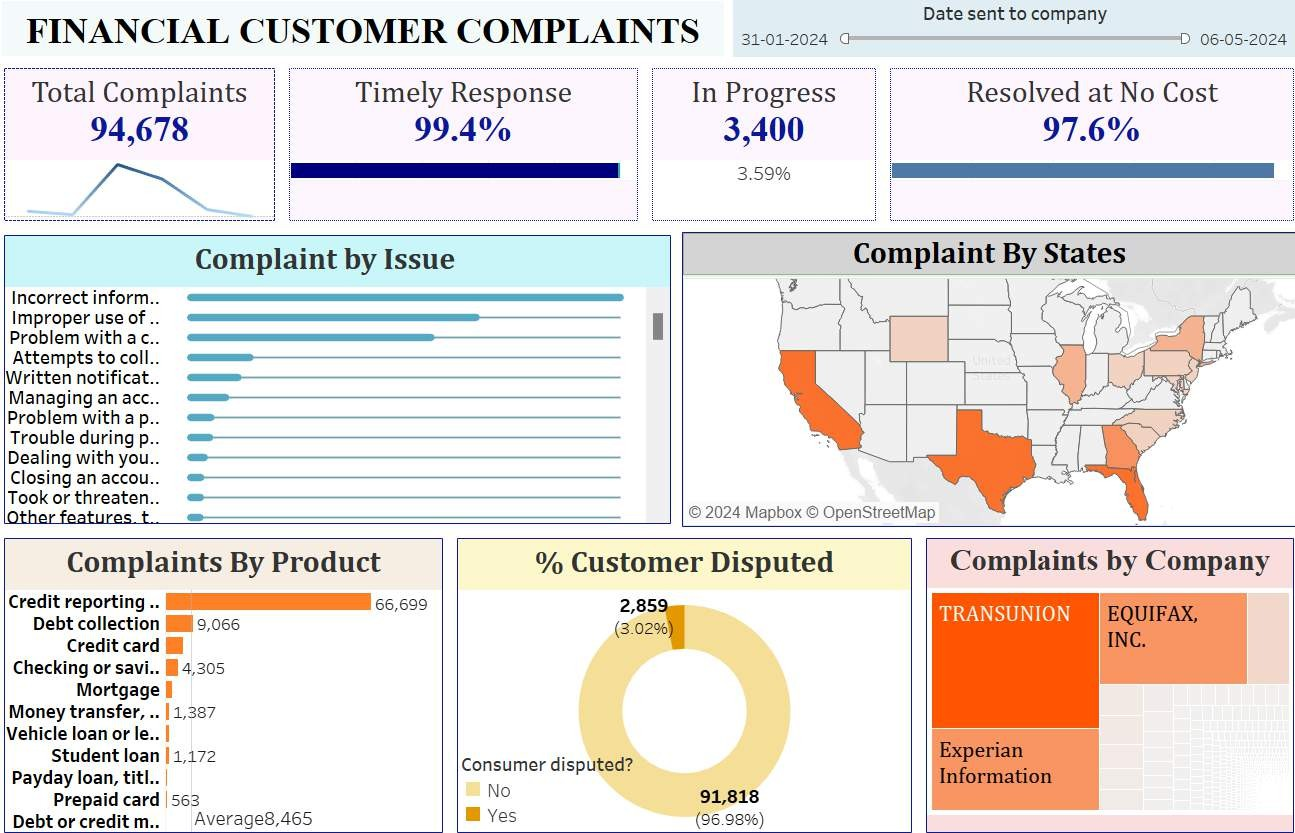 FINANCIAL CUSTOMER COMPLAINTS
Date sent to company
31-01-2024
06-05-2024
Total Complaints
94,678
Timely Response
99.4%
In Progress
3,400
3.59%
Resolved at No Cost
97.6%
Complaint by Issue
Incorrect inform..
Improper use of ..
Problem with a c..
Attempts to coll..
Written notificat..
Managing an acc..
Problem with a p..
Trouble during p..
Dealing with you..
Closing an accou..
Took or threaten..
Other features, t..
Complaint By States
United
States
© 2024 Mapbox © OpenStreetMap
Complaints By Product
Credit reporting .. 66,699
Debt collection 9,066
Credit card
Checking or savi.. 4,305
Mortgage
Money transfer, .. 1,387
Vehicle loan or le..
Student loan 1,172
Payday loan, titl..
Prepaid card 563
Debt or credit m..
Average8,465
% Customer Disputed
2,859
(3.02%)
Consumer disputed?
No
Yes
91,818
(96.98%)
Complaints by Company
TRANSUNION
EQUIFAX,
INC.
Experian
Information